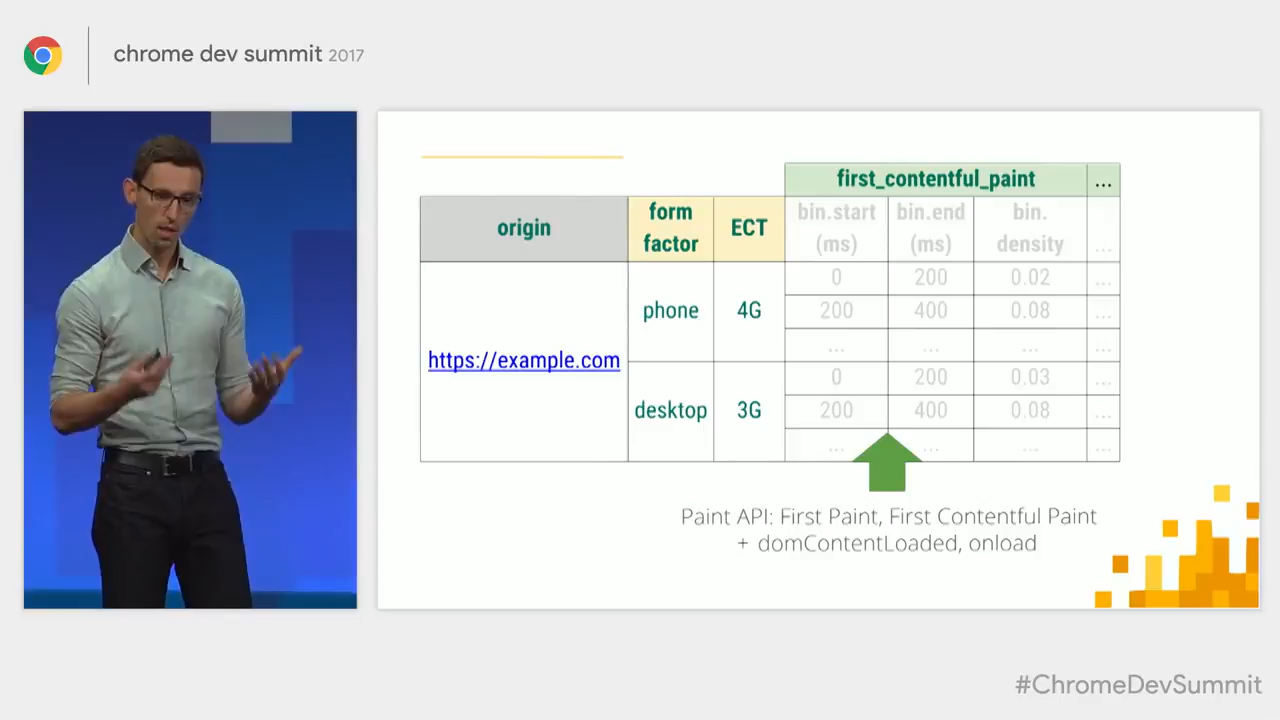 chrome dev summit 2017
first_contentful_paint ...
origin form factor ECT bin.start (ms) bin.end (ms) bin. density ...
https://example.com
phone 4G 0 200 0.02 ...
200 400 0.08 ...
... ... ... ...
desktop 3G 0 200 0.03 ...
200 400 0.08 ...
... ... ... ...
Paint API: First Paint, First Contentful Paint
+ domContentLoaded, onload
#ChromeDevSummit